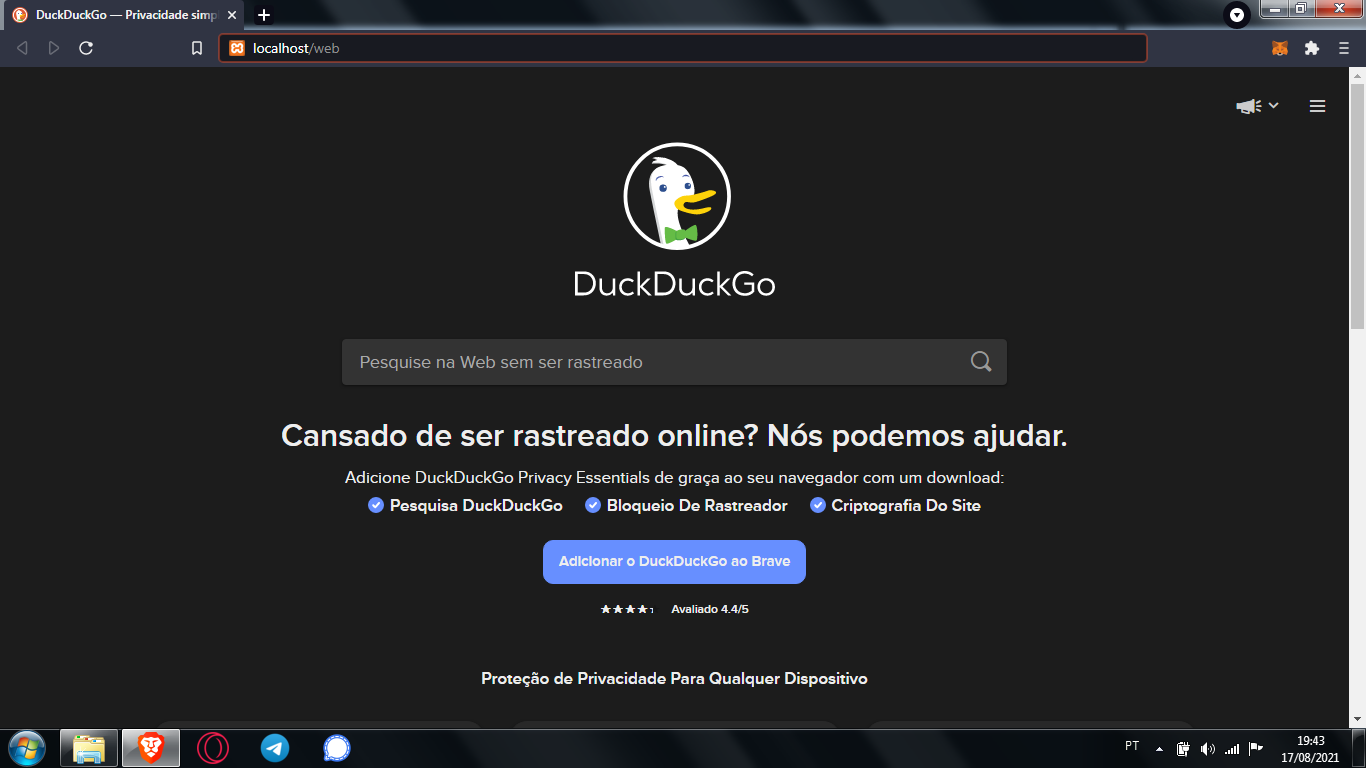 DuckDuckGo — Privacidade simp
localhost/web
DuckDuckGo
Pesquise na Web sem ser rastreado
Cansado de ser rastreado online? Nós podemos ajudar.
Adicione DuckDuckGo Privacy Essentials de graça ao seu navegador com um download:
Pesquisa DuckDuckGo Bloqueio De Rastreador Criptografia Do Site
Adicionar o DuckDuckGo ao Brave
Avaliado 4.4/5
Proteção de Privacidade Para Qualquer Dispositivo
PT
19:43
17/08/2021